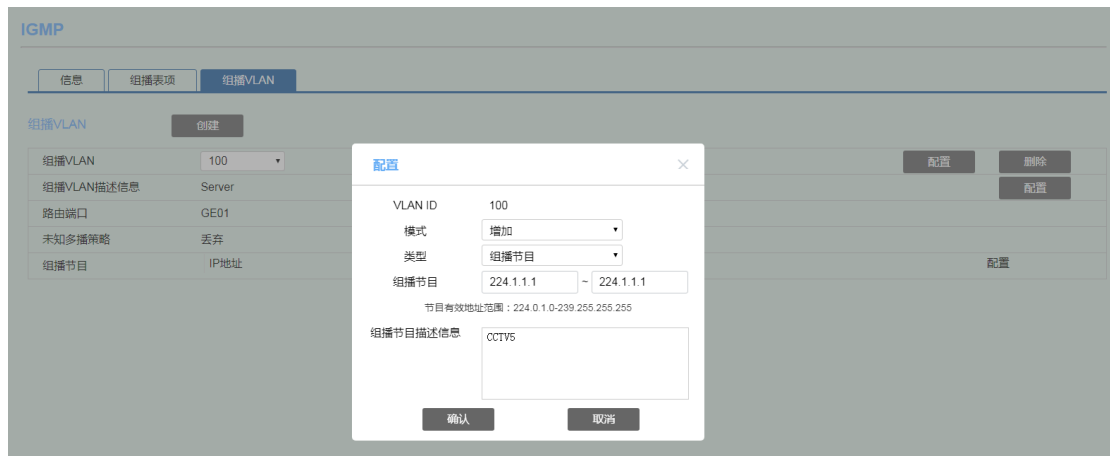 IGMP
信息 组播表项 组播VLAN
组播VLAN 创建
组播VLAN 100 配置 删除
组播VLAN描述信息 Server 配置
路由端口 GE01
未知多播策略 丢弃
组播节目 IP地址 配置
配置
VLAN ID 100
模式 增加
类型 组播节目
组播节目 224.1.1.1 ~ 224.1.1.1
节目有效地址范围：224.0.1.0-239.255.255.255
组播节目描述信息 CCTV5
确认 取消